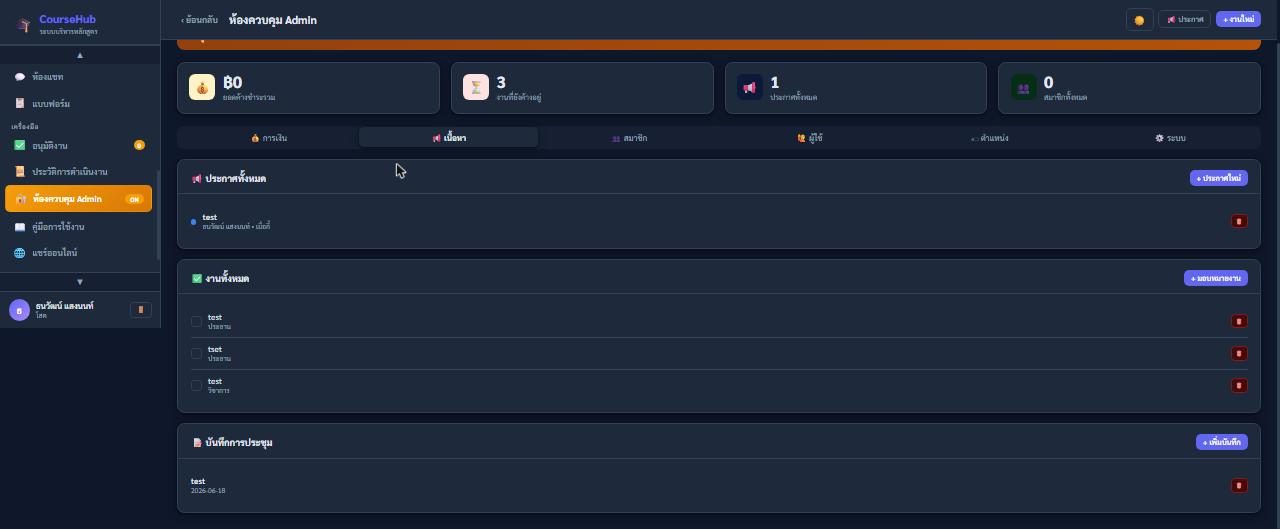 CourseHub
ระบบบริหารหลักสูตร
▲
ห้องแชท
แบบฟอร์ม
เครื่องมือ
อนุมัติงาน
0
ประวัติการดำเนินงาน
ห้องควบคุม Admin
ON
คู่มือการใช้งาน
แชร์ออนไลน์
▼
ธ
ธนวัฒน์ แสงนนท์
โสด
‹ ย้อนกลับ
ห้องควบคุม Admin
ประกาศ
+ งานใหม่
฿0
ยอดค้างชำระรวม
3
งานที่ยังค้างอยู่
1
ประกาศทั้งหมด
0
สมาชิกทั้งหมด
การเงิน
เนื้อหา
สมาชิก
ผู้ใช้
ตำแหน่ง
ระบบ
ประกาศทั้งหมด
+ ประกาศใหม่
test
ธนวัฒน์ แสงนนท์ • เมื่อกี้
งานทั้งหมด
+ มอบหมายงาน
test
ประธาน
tset
ประธาน
test
วิชาการ
บันทึกการประชุม
+ เพิ่มบันทึก
test
2026-06-18